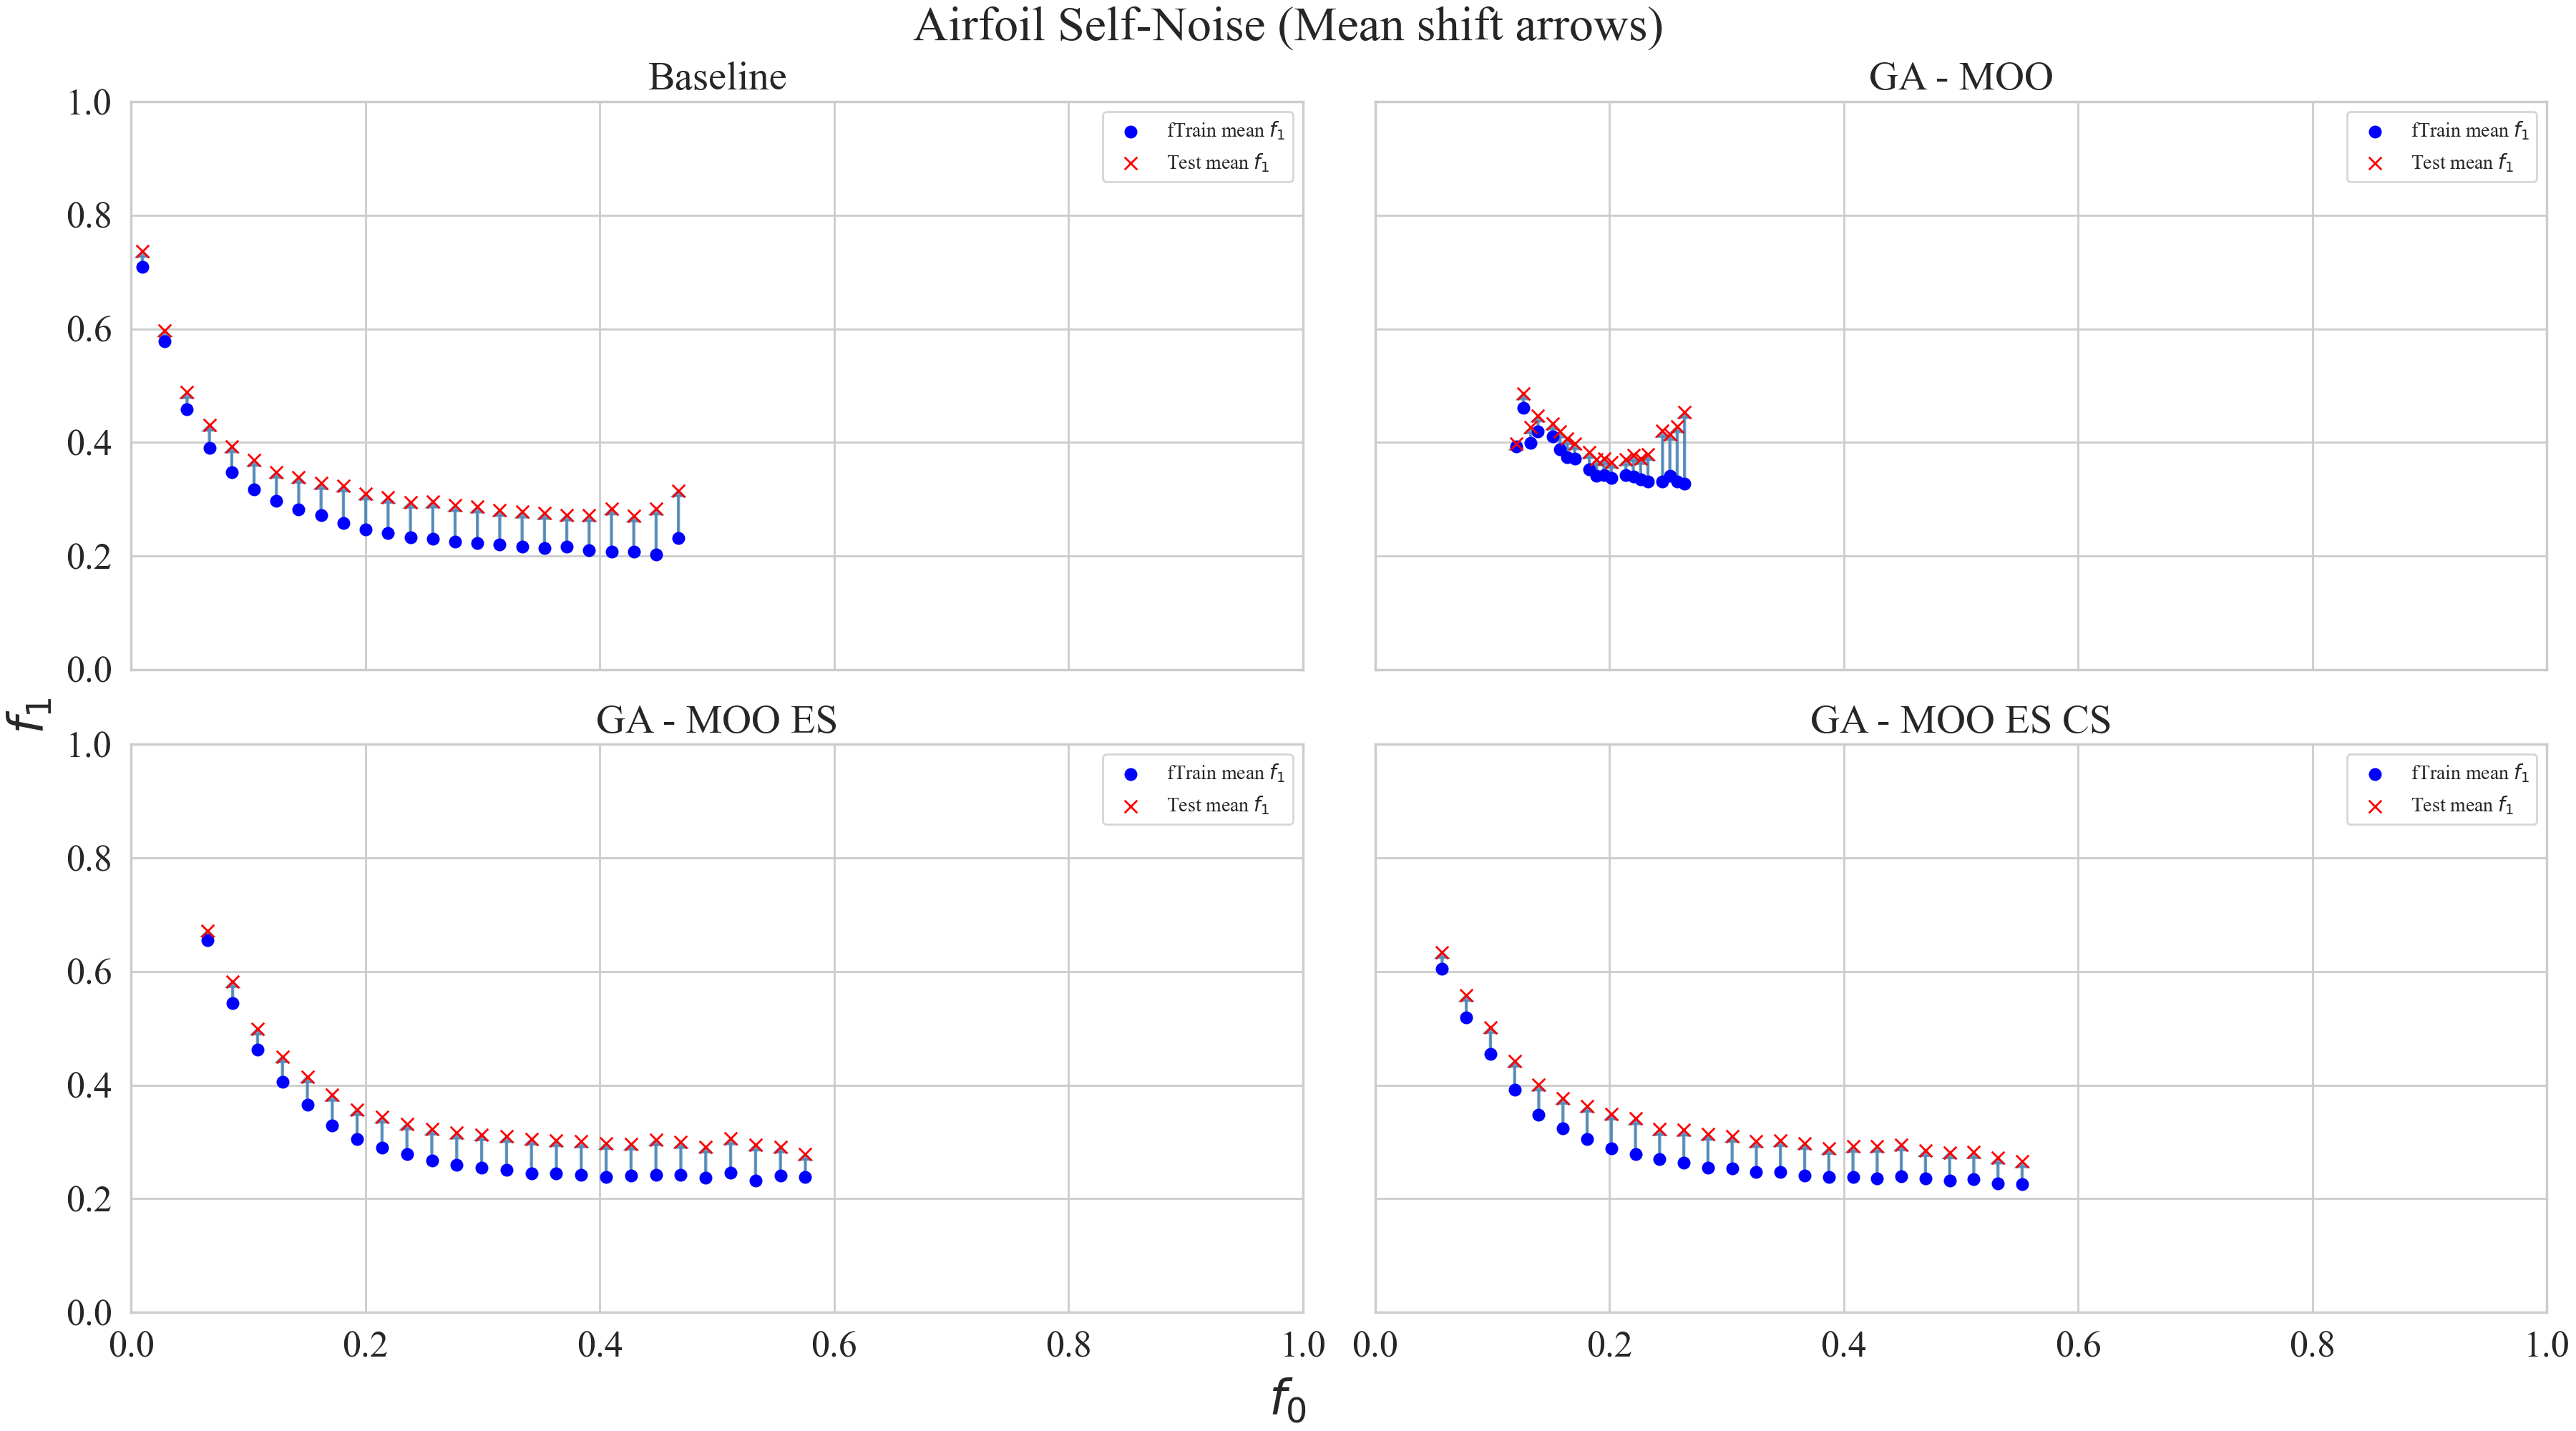 Airfoil Self-Noise (Mean shift arrows)
Baseline
1.0
0.8
0.6
0.4
0.2
0.0
fTrain mean f₁
Test mean f₁
GA - MOO
fTrain mean f₁
Test mean f₁
f₁
GA - MOO ES
1.0
0.8
0.6
0.4
0.2
0.0
fTrain mean f₁
Test mean f₁
0.0 0.2 0.4 0.6 0.8 1.0
GA - MOO ES CS
fTrain mean f₁
Test mean f₁
0.0 0.2 0.4 0.6 0.8 1.0
f₀